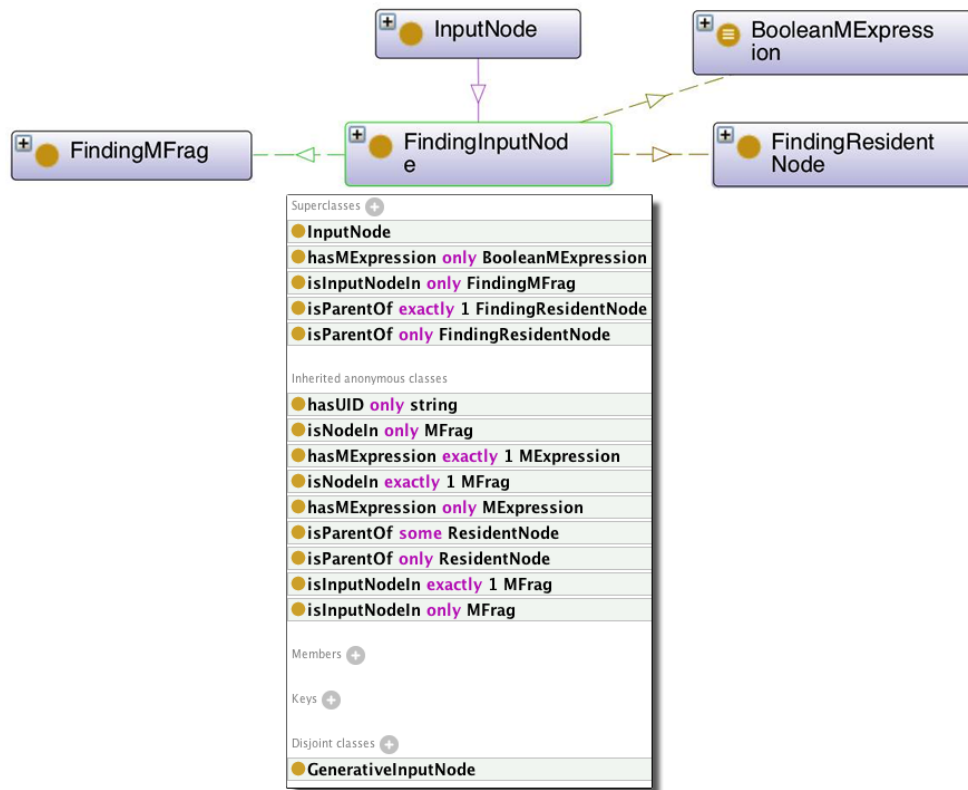 InputNode
BooleanMExpress
ion
FindingMFrag
FindingInputNod
e
FindingResident
Node
Superclasses
InputNode
hasMExpression only BooleanMExpression
isInputNodeIn only FindingMFrag
isParentOf exactly 1 FindingResidentNode
isParentOf only FindingResidentNode
Inherited anonymous classes
hasUID only string
isNodeIn only MFrag
hasMExpression exactly 1 MExpression
isNodeIn exactly 1 MFrag
hasMExpression only MExpression
isParentOf some ResidentNode
isParentOf only ResidentNode
isInputNodeIn exactly 1 MFrag
isInputNodeIn only MFrag
Members
Keys
Disjoint classes
GenerativeInputNode